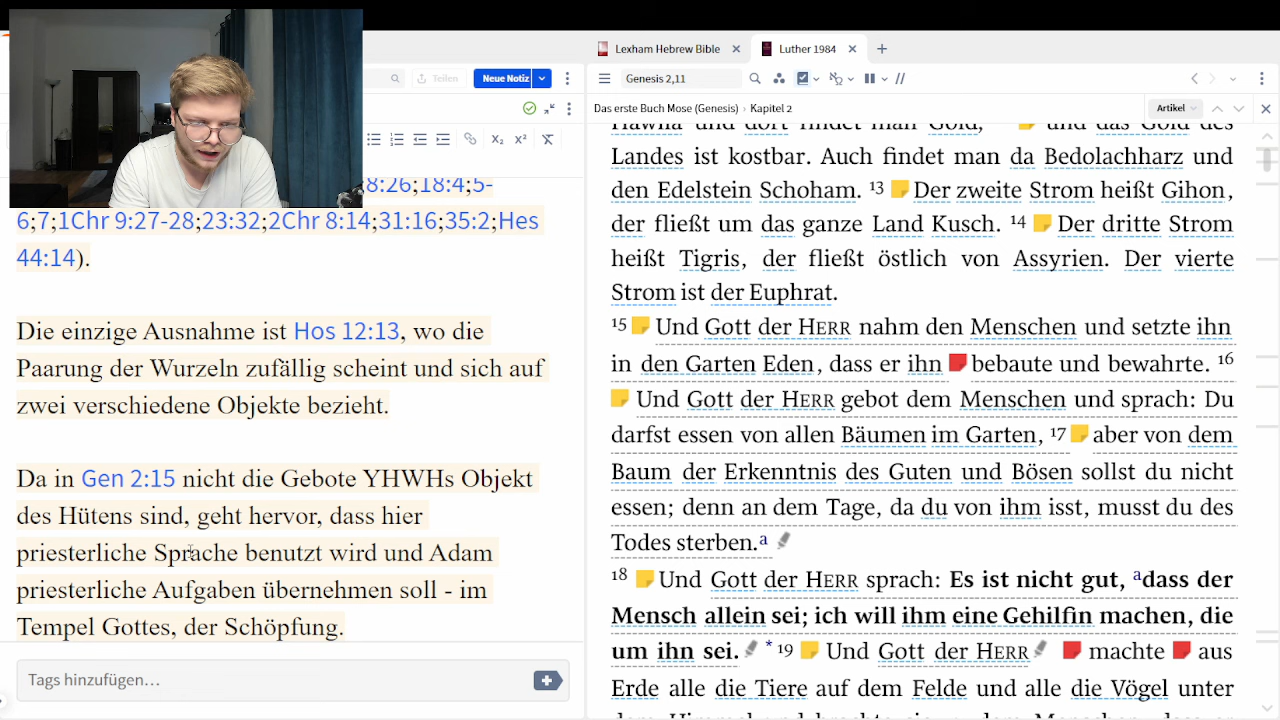 Lexham Hebrew Bible
Luther 1984
Teilen
Neue Notiz
Genesis 2,11
Das erste Buch Mose (Genesis) › Kapitel 2
Artikel
8:26;18:4;5-
6;7;1Chr 9:27-28;23:32;2Chr 8:14;31:16;35:2;Hes
44:14).
Die einzige Ausnahme ist Hos 12:13, wo die
Paarung der Wurzeln zufällig scheint und sich auf
zwei verschiedene Objekte bezieht.
Da in Gen 2:15 nicht die Gebote YHWHs Objekt
des Hütens sind, geht hervor, dass hier
priesterliche Sprache benutzt wird und Adam
priesterliche Aufgaben übernehmen soll - im
Tempel Gottes, der Schöpfung.
Tags hinzufügen…
Hawila und dort findet man Gold, und das Gold des
Landes ist kostbar. Auch findet man da Bedolachharz und
den Edelstein Schoham. 13 Der zweite Strom heißt Gihon,
der fließt um das ganze Land Kusch. 14 Der dritte Strom
heißt Tigris, der fließt östlich von Assyrien. Der vierte
Strom ist der Euphrat.
15 Und Gott der HERR nahm den Menschen und setzte ihn
in den Garten Eden, dass er ihn bebaute und bewahrte. 16
Und Gott der HERR gebot dem Menschen und sprach: Du
darfst essen von allen Bäumen im Garten, 17 aber von dem
Baum der Erkenntnis des Guten und Bösen sollst du nicht
essen; denn an dem Tage, da du von ihm isst, musst du des
Todes sterben.a
18 Und Gott der HERR sprach: Es ist nicht gut, adass der
Mensch allein sei; ich will ihm eine Gehilfin machen, die
um ihn sei. * 19 Und Gott der HERR machte aus
Erde alle die Tiere auf dem Felde und alle die Vögel unter